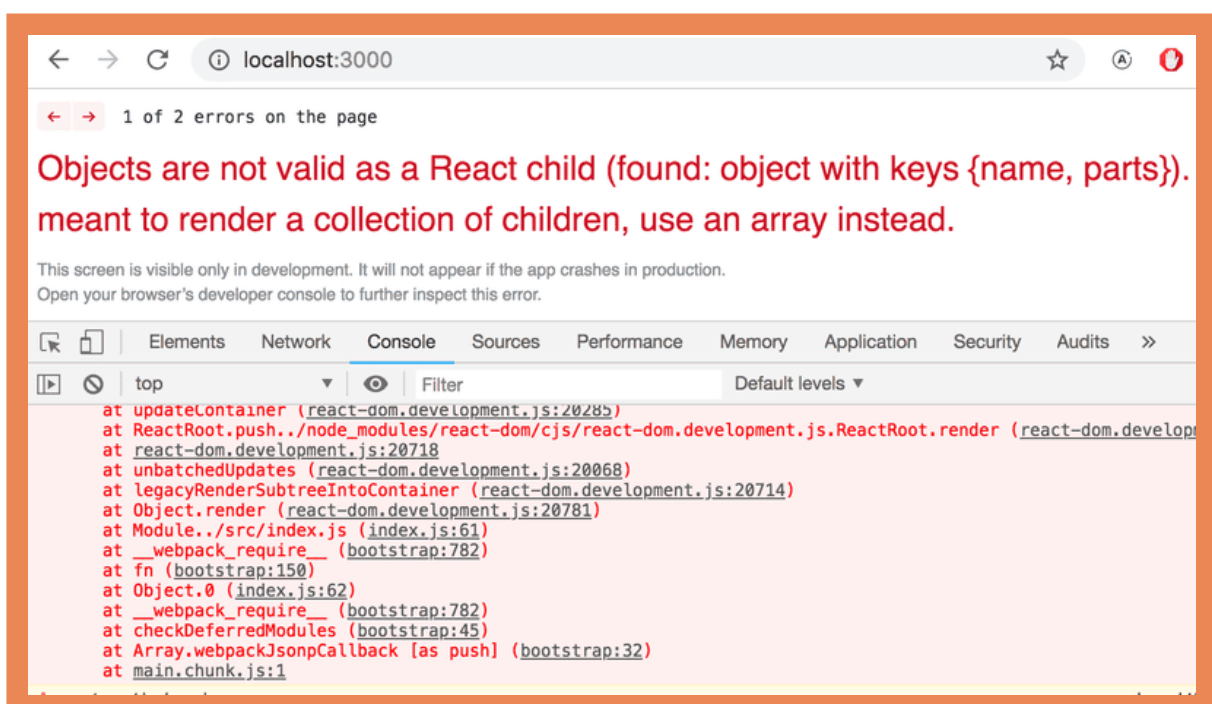 localhost:3000
1 of 2 errors on the page
Objects are not valid as a React child (found: object with keys {name, parts}).
meant to render a collection of children, use an array instead.
This screen is visible only in development. It will not appear if the app crashes in production.
Open your browser's developer console to further inspect this error.
Elements Network Console Sources Performance Memory Application Security Audits »
top Filter Default levels ▼
at updateContainer (react-dom.development.js:20285)
at ReactRoot.push../node_modules/react-dom/cjs/react-dom.development.js.ReactRoot.render (react-dom.develop
at react-dom.development.js:20718
at unbatchedUpdates (react-dom.development.js:20068)
at legacyRenderSubtreeIntoContainer (react-dom.development.js:20714)
at Object.render (react-dom.development.js:20781)
at Module../src/index.js (index.js:61)
at __webpack_require__ (bootstrap:782)
at fn (bootstrap:150)
at Object.0 (index.js:62)
at __webpack_require__ (bootstrap:782)
at checkDeferredModules (bootstrap:45)
at Array.webpackJsonpCallback [as push] (bootstrap:32)
at main.chunk.js:1